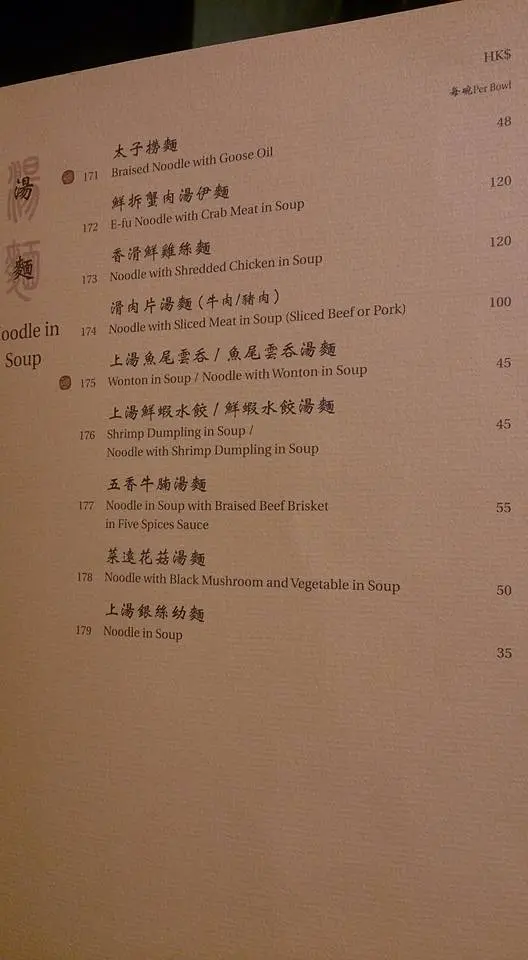 HK$
每碗Per Bowl
湯麵
Noodle in
Soup
太子撈麵
171 Braised Noodle with Goose Oil 48
鮮拆蟹肉湯伊麵
172 E-fu Noodle with Crab Meat in Soup 120
香滑鮮雞絲麵
173 Noodle with Shredded Chicken in Soup 120
滑肉片湯麵 (牛肉/豬肉)
174 Noodle with Sliced Meat in Soup (Sliced Beef or Pork) 100
上湯魚尾雲吞 / 魚尾雲吞湯麵
175 Wonton in Soup / Noodle with Wonton in Soup 45
上湯鮮蝦水餃 / 鮮蝦水餃湯麵
176 Shrimp Dumpling in Soup / 45
Noodle with Shrimp Dumpling in Soup
五香牛腩湯麵
177 Noodle in Soup with Braised Beef Brisket 55
in Five Spices Sauce
菜遠花菇湯麵
178 Noodle with Black Mushroom and Vegetable in Soup 50
上湯銀絲幼麵
179 Noodle in Soup 35